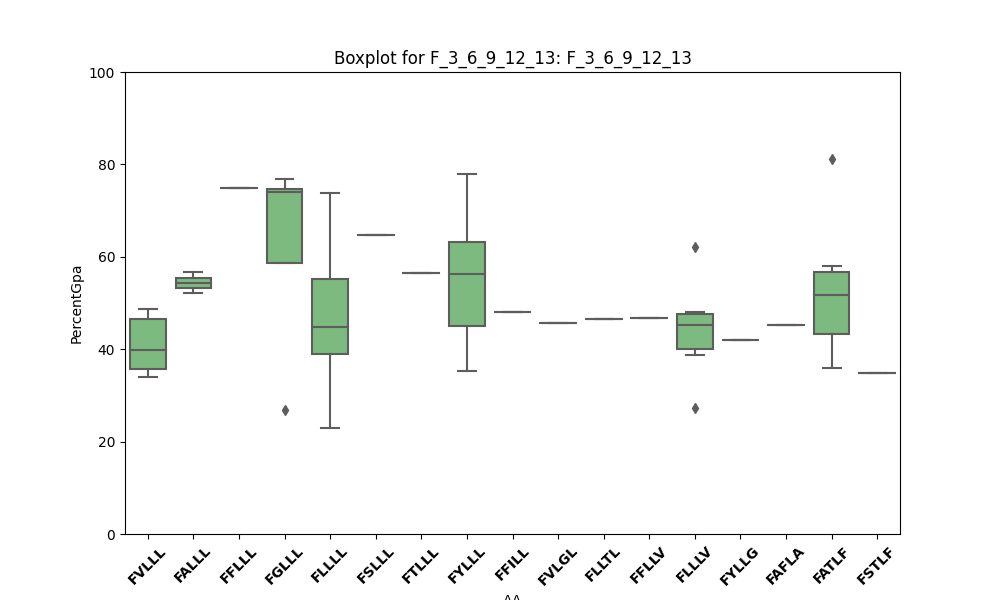 Boxplot for F_3_6_9_12_13: F_3_6_9_12_13
100
80
60
40
20
0
PercentGpa
FVLLL
FALLL
FFLLL
FGLLL
FLLLL
FSLLL
FTLLL
FYLLL
FFILL
FVLGL
FLLTL
FFLLV
FLLLV
FYLLG
FAFLA
FATLF
FSTLF
AA